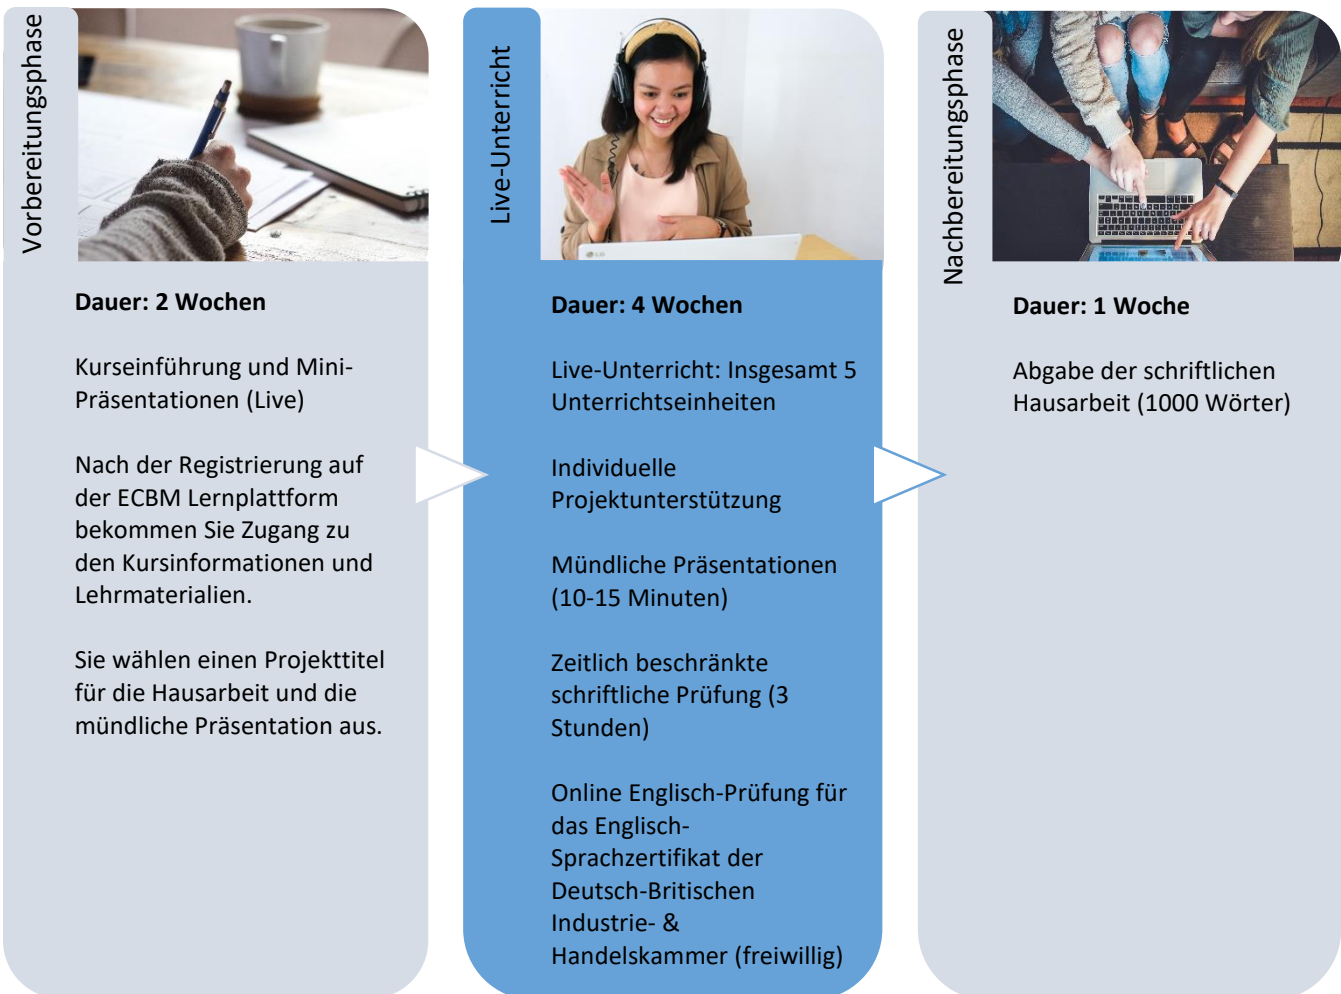 Vorbereitungsphase
Dauer: 2 Wochen
Kurseinführung und Mini-
Präsentationen (Live)
Nach der Registrierung auf
der ECBM Lernplattform
bekommen Sie Zugang zu
den Kursinformationen und
Lehrmaterialien.
Sie wählen einen Projekttitel
für die Hausarbeit und die
mündliche Präsentation aus.
Live-Unterricht
Dauer: 4 Wochen
Live-Unterricht: Insgesamt 5
Unterrichtseinheiten
Individuelle
Projektunterstützung
Mündliche Präsentationen
(10-15 Minuten)
Zeitlich beschränkte
schriftliche Prüfung (3
Stunden)
Online Englisch-Prüfung für
das Englisch-
Sprachzertifikat der
Deutsch-Britischen
Industrie- &
Handelskammer (freiwillig)
Nachbereitungsphase
Dauer: 1 Woche
Abgabe der schriftlichen
Hausarbeit (1000 Wörter)